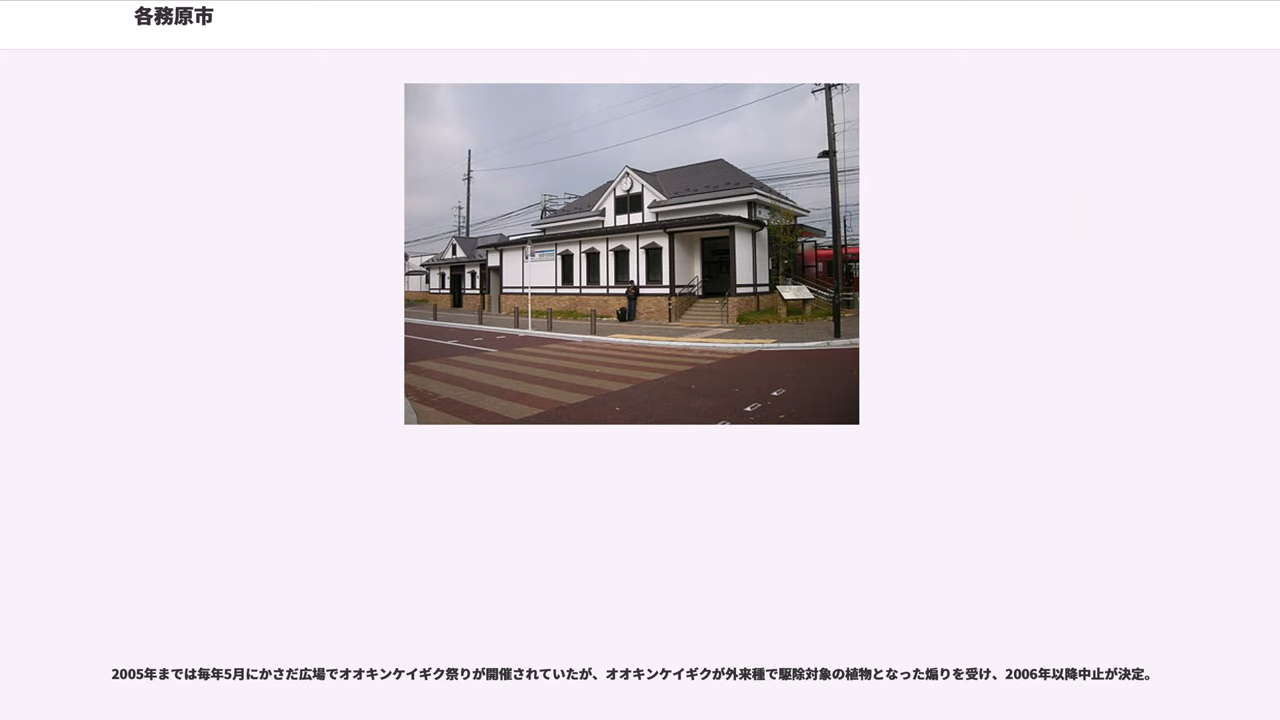 各務原市
2005年までは毎年5月にかさだ広場でオオキンケイギク祭りが開催されていたが、オオキンケイギクが外来種で駆除対象の植物となった煽りを受け、2006年以降中止が決定。